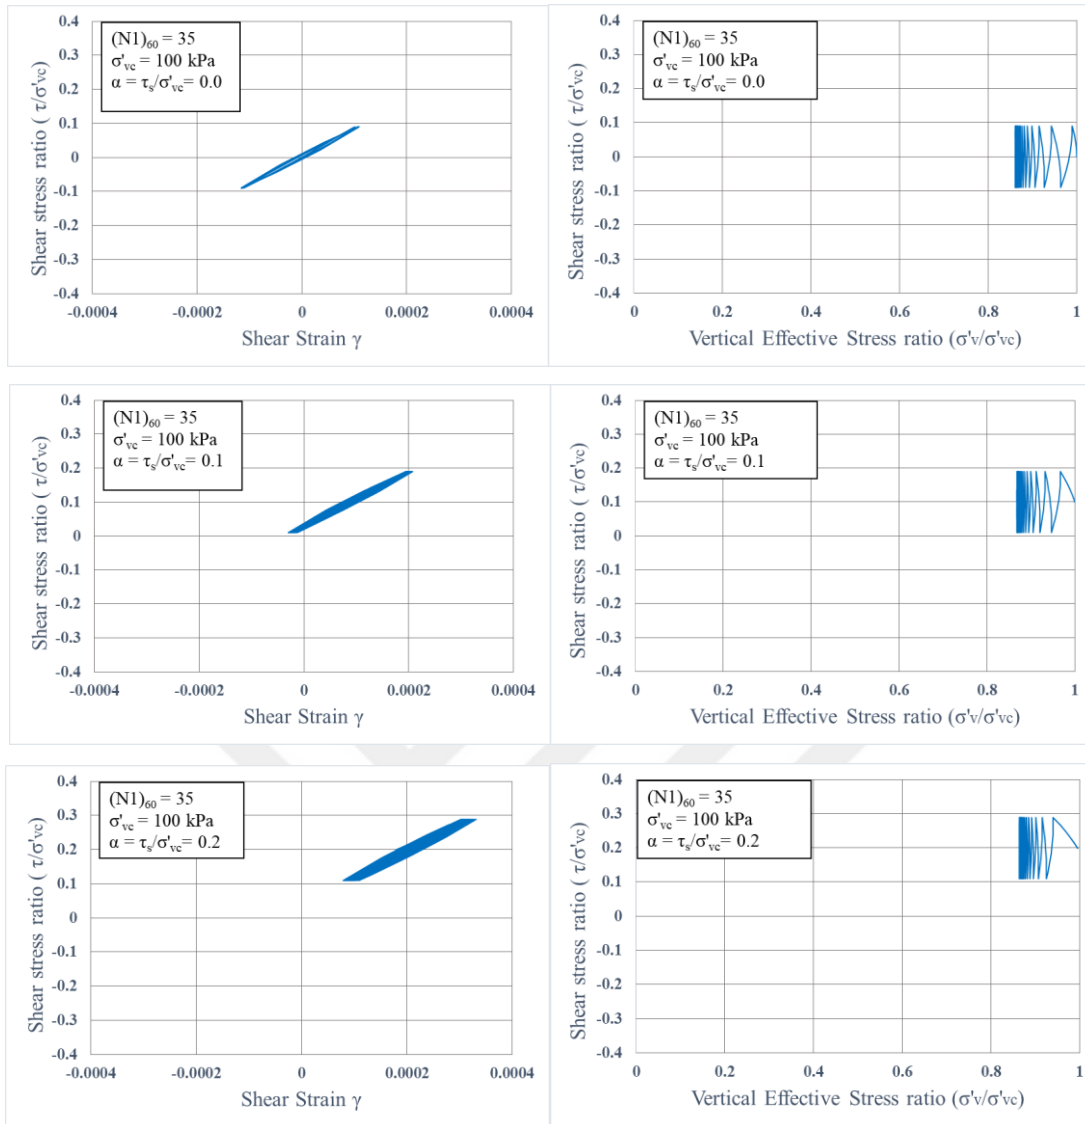 0.4
0.3
0.2
0.1
0
-0.1
-0.2
-0.3
-0.4
Shear stress ratio ( τ/σ'vc)
(N1)60 = 35
σ'vc = 100 kPa
α = τs/σ'vc= 0.0
-0.0004 -0.0002 0 0.0002 0.0004
Shear Strain γ
0.4
0.3
0.2
0.1
0
-0.1
-0.2
-0.3
-0.4
Shear stress ratio ( τ/σ'vc)
(N1)60 = 35
σ'vc = 100 kPa
α = τs/σ'vc= 0.0
0 0.2 0.4 0.6 0.8 1
Vertical Effective Stress ratio (σ'v/σ'vc)
0.4
0.3
0.2
0.1
0
-0.1
-0.2
-0.3
-0.4
Shear stress ratio ( τ/σ'vc)
(N1)60 = 35
σ'vc = 100 kPa
α = τs/σ'vc= 0.1
-0.0004 -0.0002 0 0.0002 0.0004
Shear Strain γ
0.4
0.3
0.2
0.1
0
-0.1
-0.2
-0.3
-0.4
Shear stress ratio ( τ/σ'vc)
(N1)60 = 35
σ'vc = 100 kPa
α = τs/σ'vc= 0.1
0 0.2 0.4 0.6 0.8 1
Vertical Effective Stress ratio (σ'v/σ'vc)
0.4
0.3
0.2
0.1
0
-0.1
-0.2
-0.3
-0.4
Shear stress ratio ( τ/σ'vc)
(N1)60 = 35
σ'vc = 100 kPa
α = τs/σ'vc= 0.2
-0.0004 -0.0002 0 0.0002 0.0004
Shear Strain γ
0.4
0.3
0.2
0.1
0
-0.1
-0.2
-0.3
-0.4
Shear stress ratio ( τ/σ'vc)
(N1)60 = 35
σ'vc = 100 kPa
α = τs/σ'vc= 0.2
0 0.2 0.4 0.6 0.8 1
Vertical Effective Stress ratio (σ'v/σ'vc)